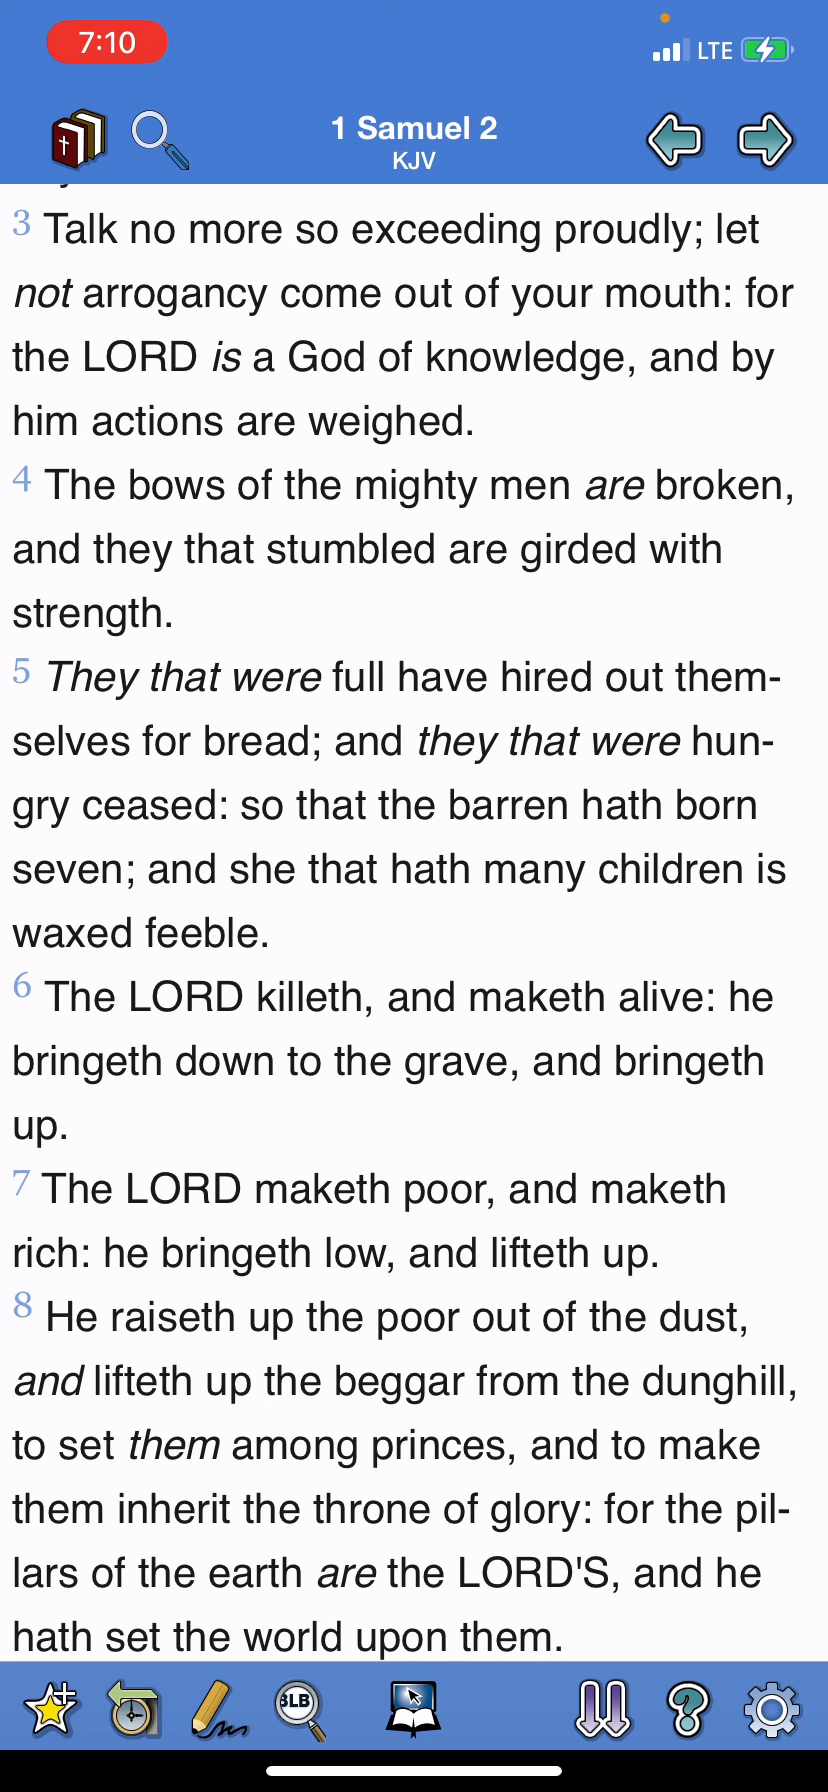 7:10
LTE
1 Samuel 2
KJV
3 Talk no more so exceeding proudly; let
not arrogancy come out of your mouth: for
the LORD is a God of knowledge, and by
him actions are weighed.
4 The bows of the mighty men are broken,
and they that stumbled are girded with
strength.
5 They that were full have hired out them-
selves for bread; and they that were hun-
gry ceased: so that the barren hath born
seven; and she that hath many children is
waxed feeble.
6 The LORD killeth, and maketh alive: he
bringeth down to the grave, and bringeth
up.
7 The LORD maketh poor, and maketh
rich: he bringeth low, and lifteth up.
8 He raiseth up the poor out of the dust,
and lifteth up the beggar from the dunghill,
to set them among princes, and to make
them inherit the throne of glory: for the pil-
lars of the earth are the LORD'S, and he
hath set the world upon them.
BLB